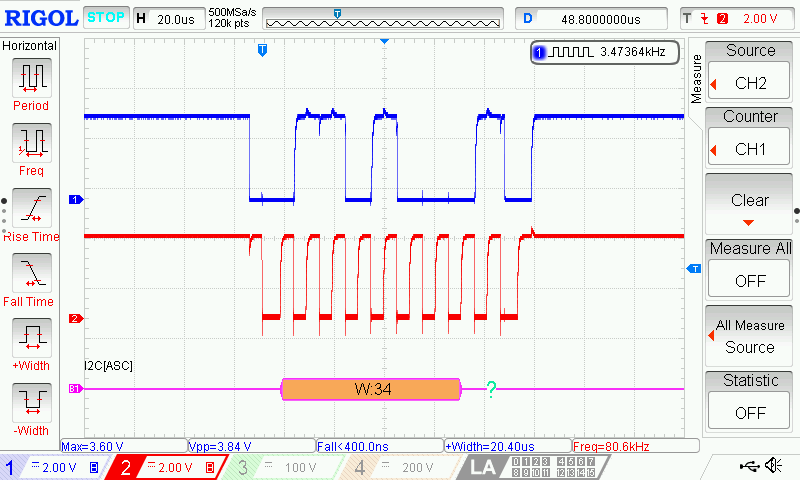 RIGOL STOP H 20.0us 500MSa/s 120k pts T D 48.8000000us T 2 2.00 V
Horizontal
T
1 3.47364kHz
Measure
Source
CH2
Period
Counter
CH1
Freq
1
Clear
Rise Time
Measure All
OFF
T
Fall Time
2
All Measure
Source
+Width
I2C[ASC]
B1 W:34 ?
Statistic
OFF
-Width
Max=3.60 V Vpp=3.84 V Fall<400.0ns +Width=20.40us Freq=80.6kHz
1 2.00 V B 2 2.00 V B 3 100 V 4 200 V LA 0 1 2 3 4 5 6 7
8 9 10 11 12 13 14 15